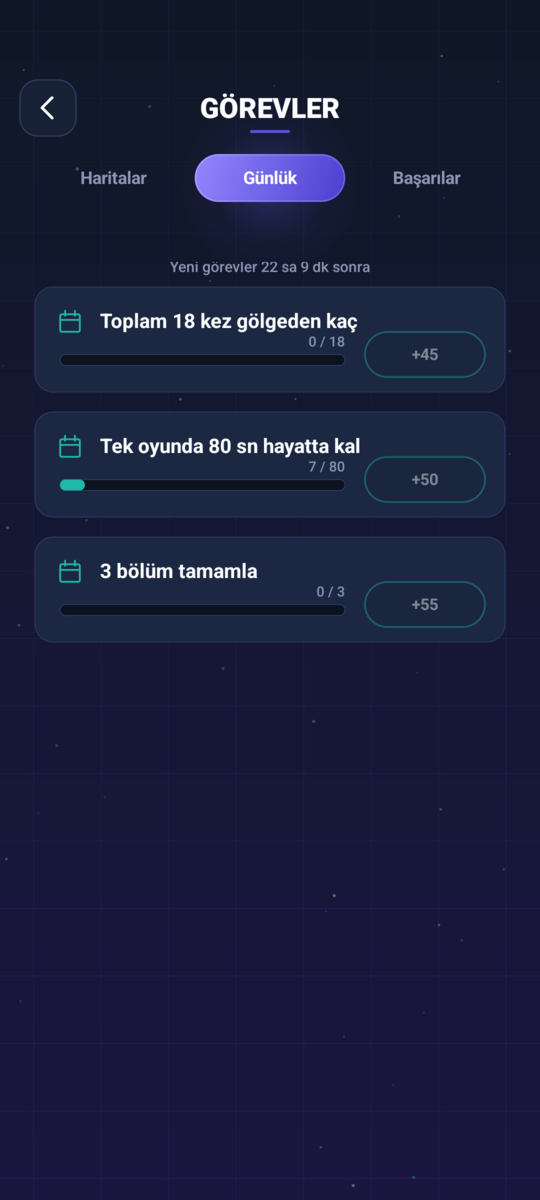 GÖREVLER
Haritalar Günlük Başarılar
Yeni görevler 22 sa 9 dk sonra
Toplam 18 kez gölgeden kaç
0 / 18
+45
Tek oyunda 80 sn hayatta kal
7 / 80
+50
3 bölüm tamamla
0 / 3
+55